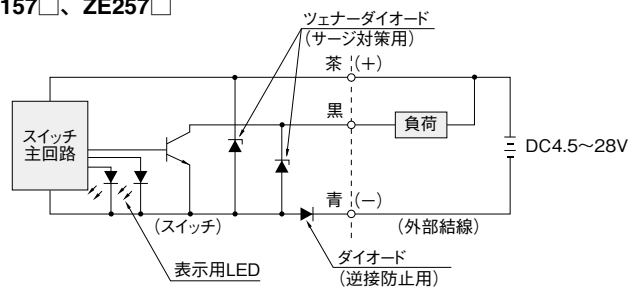 157□、ZE257□
ツェナーダイオード
(サージ対策用)
茶 (+)
黒
負荷
スイッチ
主回路
DC4.5~28V
青 (−)
(スイッチ)
(外部結線)
表示用LED
ダイオード
(逆接防止用)